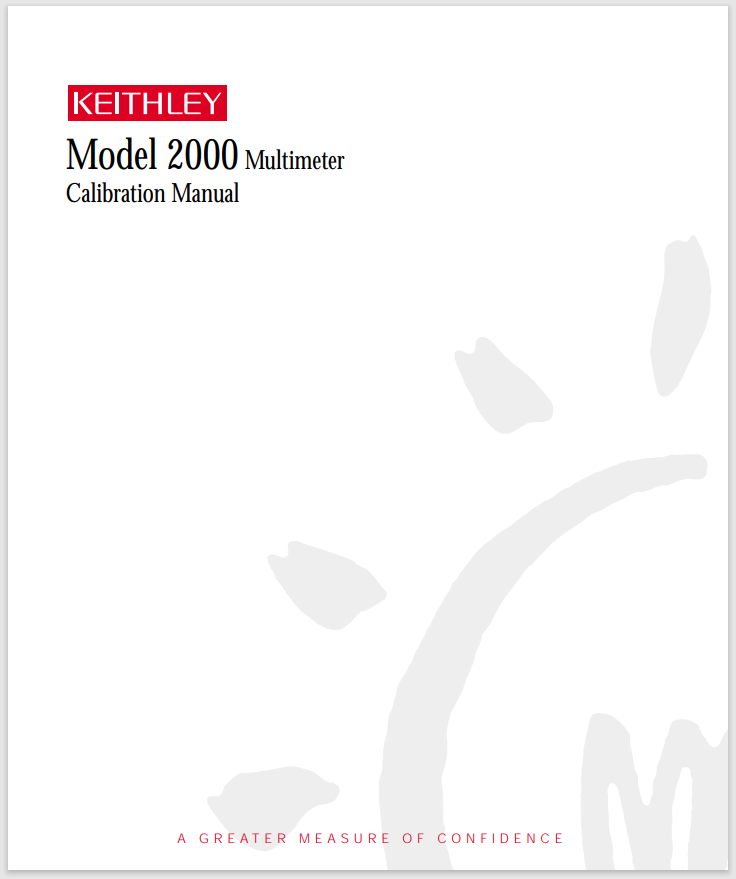 KEITHLEY
Model 2000 Multimeter
Calibration Manual
A GREATER MEASURE OF CONFIDENCE